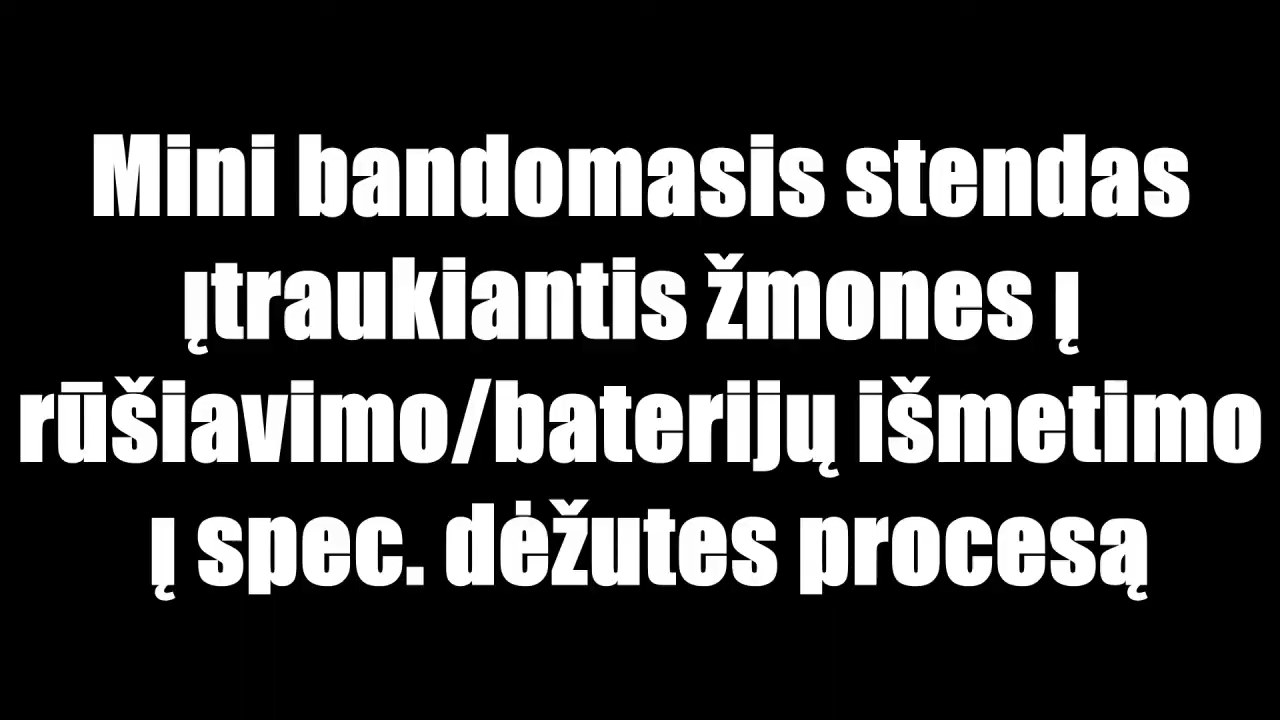 Mini bandomasis stendas
įtraukiantis žmones į
rūšiavimo/baterijų išmetimo
į spec. dėžutes procesą